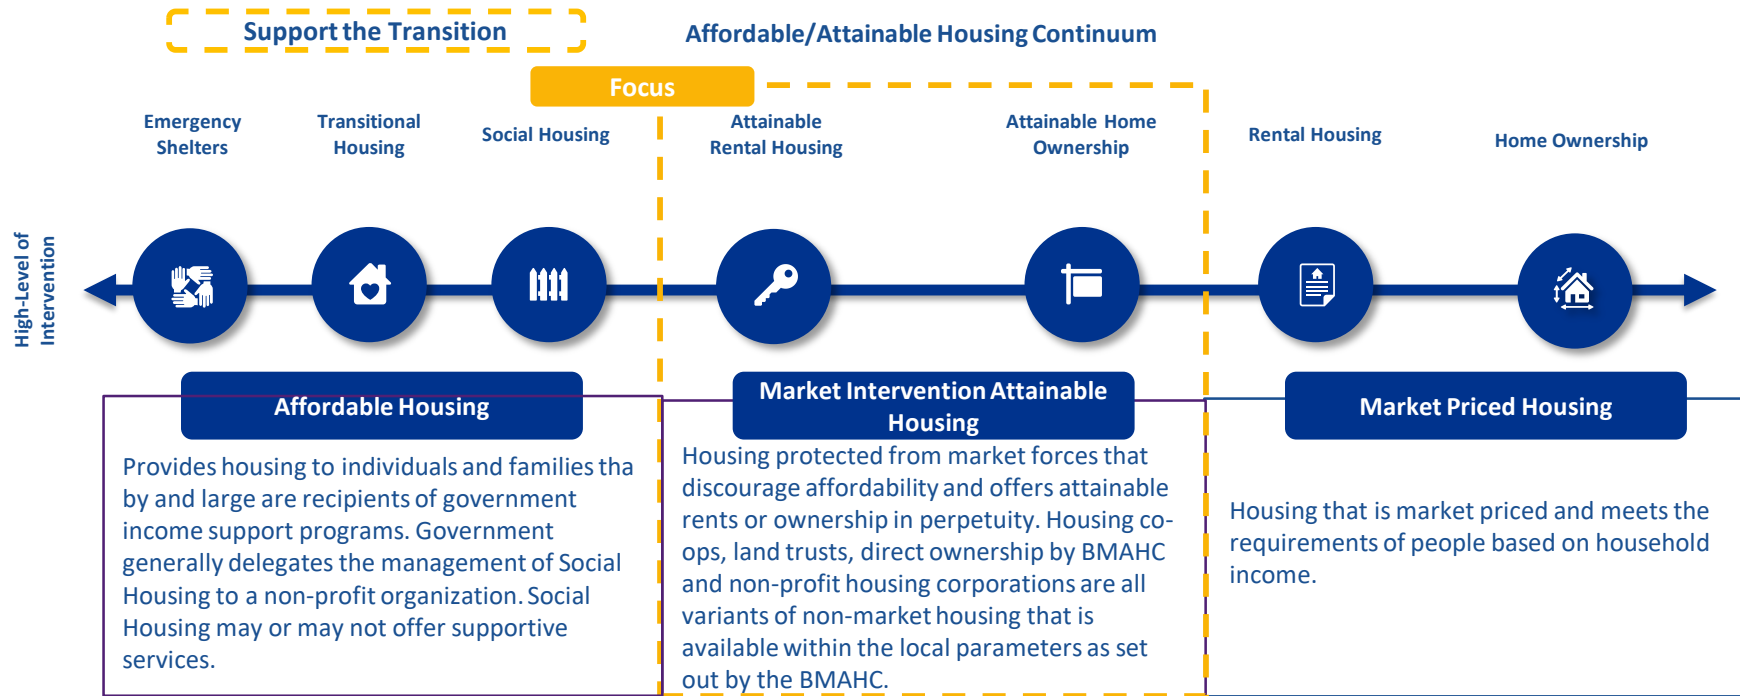 Support the Transition
Affordable/Attainable Housing Continuum
Focus
Emergency
Shelters
Transitional
Housing
Social Housing
Attainable
Rental Housing
Attainable Home
Ownership
Rental Housing
Home Ownership
High-Level of
Intervention
Affordable Housing
Provides housing to individuals and families tha
by and large are recipients of government
income support programs. Government
generally delegates the management of Social
Housing to a non-profit organization. Social
Housing may or may not offer supportive
services.
Market Intervention Attainable
Housing
Housing protected from market forces that
discourage affordability and offers attainable
rents or ownership in perpetuity. Housing co-
ops, land trusts, direct ownership by BMAHC
and non-profit housing corporations are all
variants of non-market housing that is
available within the local parameters as set
out by the BMAHC.
Market Priced Housing
Housing that is market priced and meets the
requirements of people based on household
income.